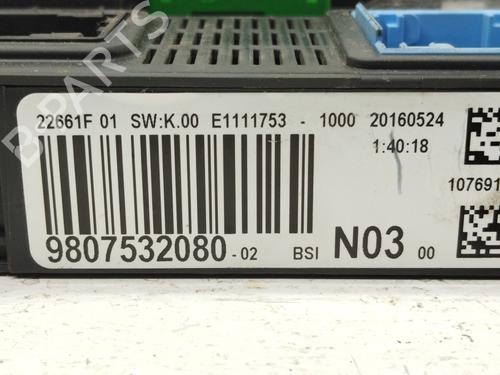 B-PARTS
22661F 01 SW:K.00 E1111753 - 1000 20160524
1:40:18
107691
9807532080 -02 BSI N03 00